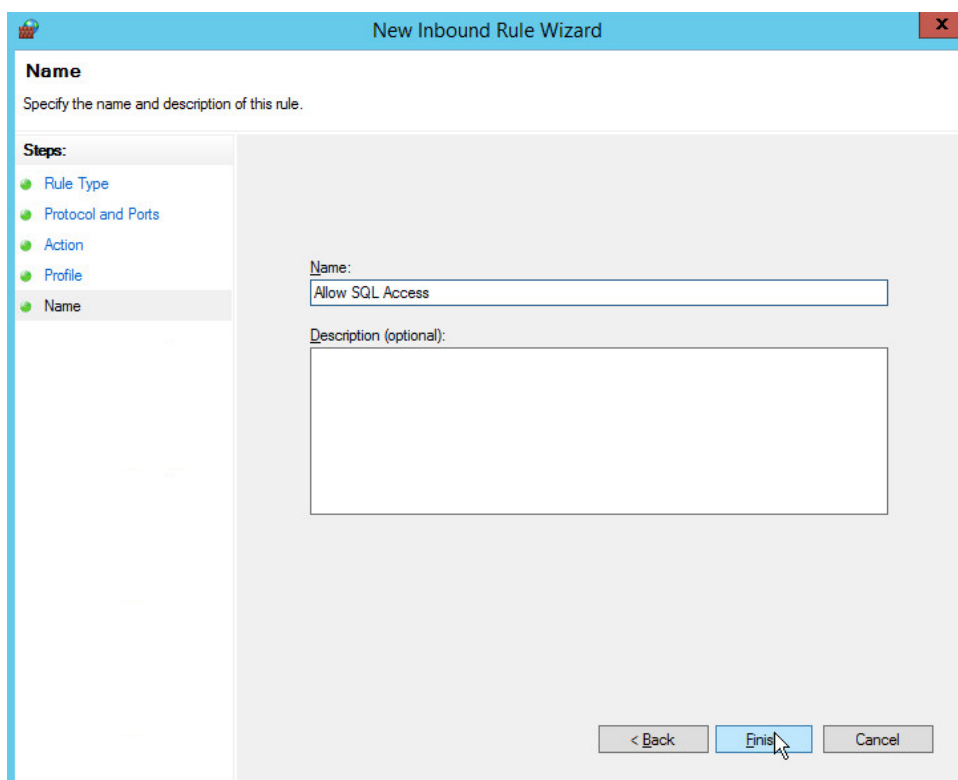 New Inbound Rule Wizard
x
Name
Specify the name and description of this rule.
Steps:
Rule Type
Protocol and Ports
Action
Profile
Name
Name:
Allow SQL Access
Description (optional):
< Back
Finis
Cancel